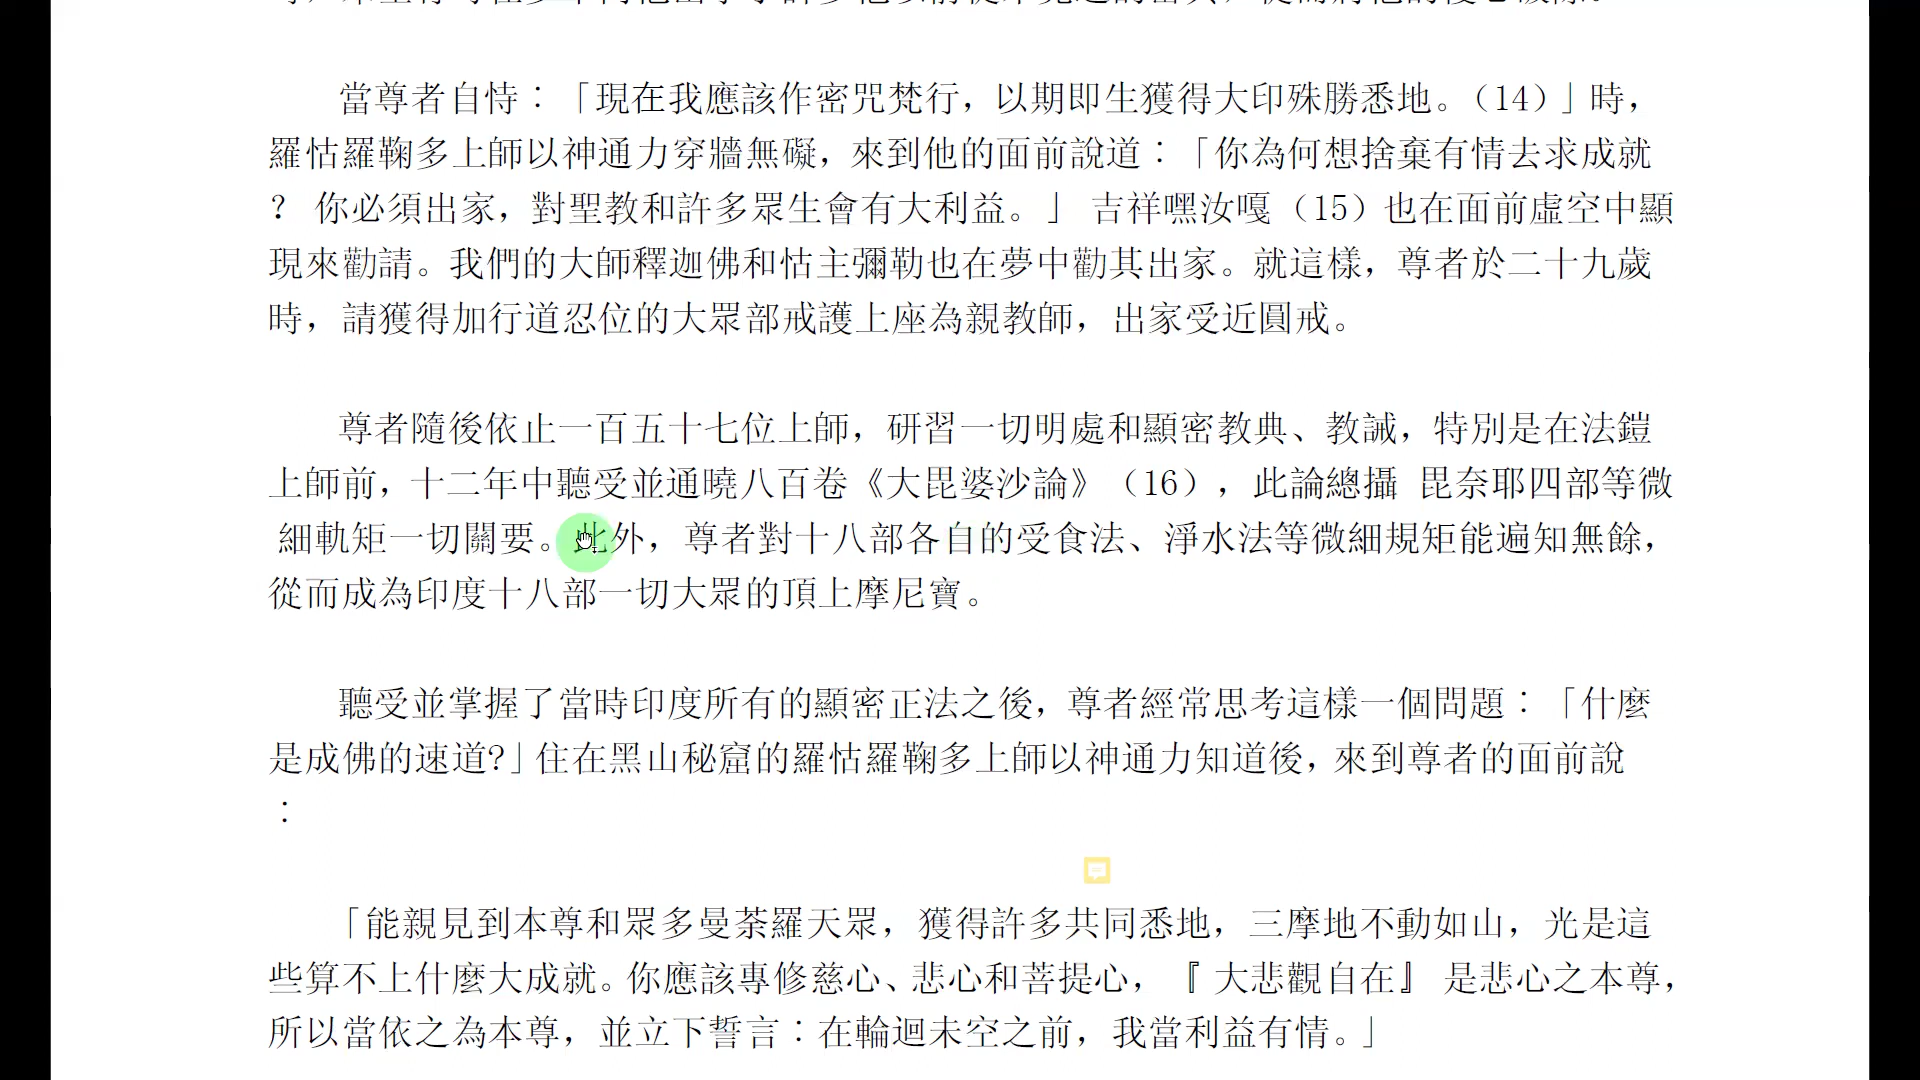 當尊者自恃：「現在我應該作密咒梵行，以期即生獲得大印殊勝悉地。（14）」時，
羅怙羅鞠多上師以神通力穿牆無礙，來到他的面前說道：「你為何想捨棄有情去求成就
？ 你必須出家，對聖教和許多眾生會有大利益。」 吉祥嘿汝嘎（15）也在面前虛空中顯
現來勸請。我們的大師釋迦佛和怙主彌勒也在夢中勸其出家。就這樣，尊者於二十九歲
時，請獲得加行道忍位的大眾部戒護上座為親教師，出家受近圓戒。
尊者隨後依止一百五十七位上師，研習一切明處和顯密教典、教誡，特別是在法鎧
上師前，十二年中聽受並通曉八百卷《大毘婆沙論》（16），此論總攝 毘奈耶四部等微
細軌矩一切關要。此外，尊者對十八部各自的受食法、淨水法等微細規矩能遍知無餘，
從而成為印度十八部一切大眾的頂上摩尼寶。
聽受並掌握了當時印度所有的顯密正法之後，尊者經常思考這樣一個問題：「什麼
是成佛的速道?」住在黑山秘窟的羅怙羅鞠多上師以神通力知道後，來到尊者的面前說
：
「能親見到本尊和眾多曼荼羅天眾，獲得許多共同悉地，三摩地不動如山，光是這
些算不上什麼大成就。你應該專修慈心、悲心和菩提心，『 大悲觀自在』 是悲心之本尊，
所以當依之為本尊，並立下誓言：在輪迴未空之前，我當利益有情。」